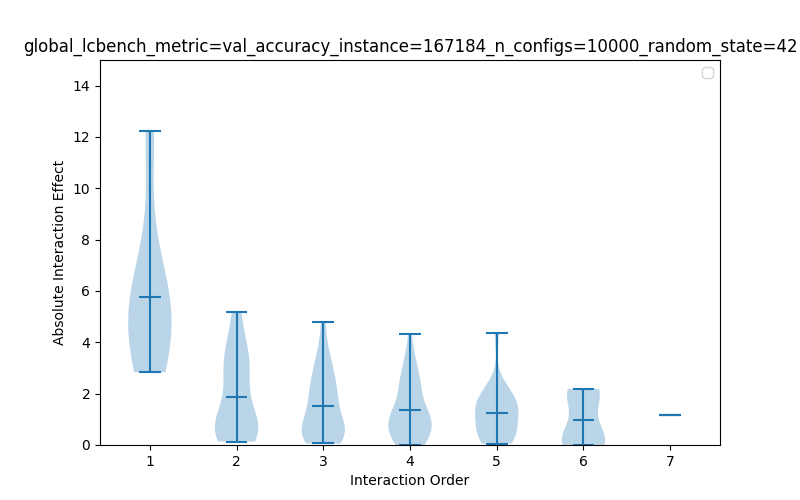 global_lcbench_metric=val_accuracy_instance=167184_n_configs=10000_random_state=42
14
12
10
8
6
4
2
0
Absolute Interaction Effect
1 2 3 4 5 6 7
Interaction Order